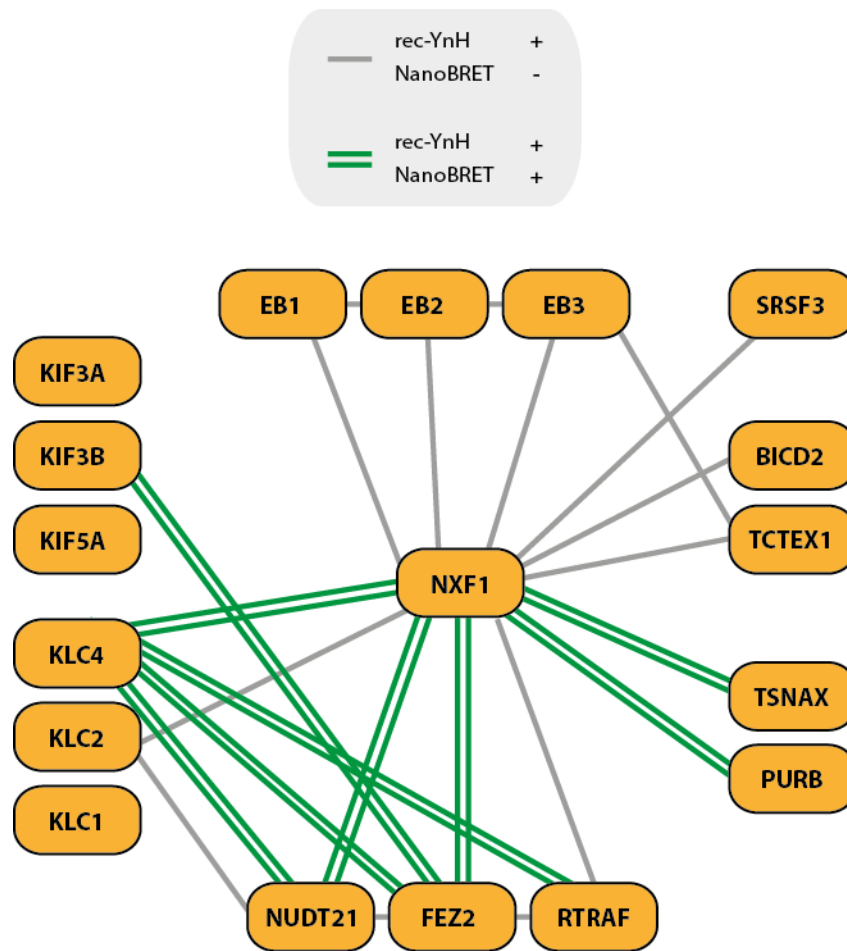 rec-YnH +
NanoBRET -
rec-YnH +
NanoBRET +
EB1 EB2 EB3 SRSF3
KIF3A
KIF3B BICD2
KIF5A TCTEX1
NXF1
KLC4
TSNAX
KLC2
PURB
KLC1
NUDT21 FEZ2 RTRAF